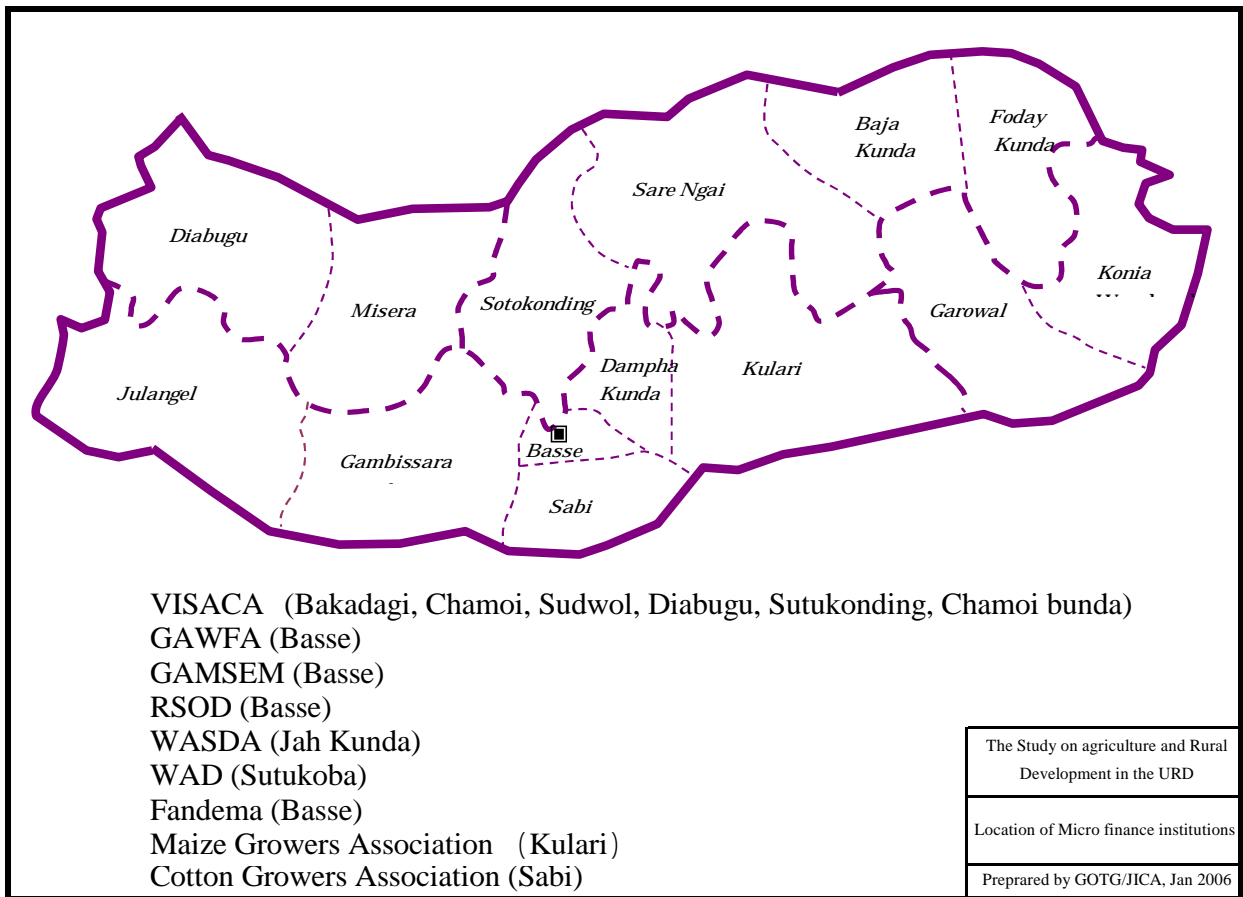 Baja
Kunda
Foday
Kunda
Sare Ngai
Diabugu
Konia
Misera
Sotokonding
Garowal
Dampha
Kunda
Kulari
Julangel
Gambissara
Basse
Sabi
VISACA (Bakadagi, Chamoi, Sudwol, Diabugu, Sutukonding, Chamoi bunda)
GAWFA (Basse)
GAMSEM (Basse)
RSOD (Basse)
WASDA (Jah Kunda)
WAD (Sutukoba)
Fandema (Basse)
Maize Growers Association (Kulari)
Cotton Growers Association (Sabi)
The Study on agriculture and Rural
Development in the URD
Location of Micro finance institutions
Preprared by GOTG/JICA, Jan 2006